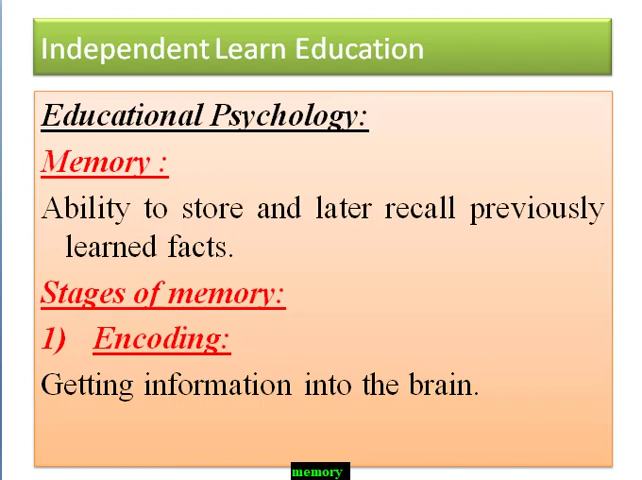 Independent Learn Education
Educational Psychology:
Memory :
Ability to store and later recall previously
learned facts.
Stages of memory:
1) Encoding:
Getting information into the brain.
memory